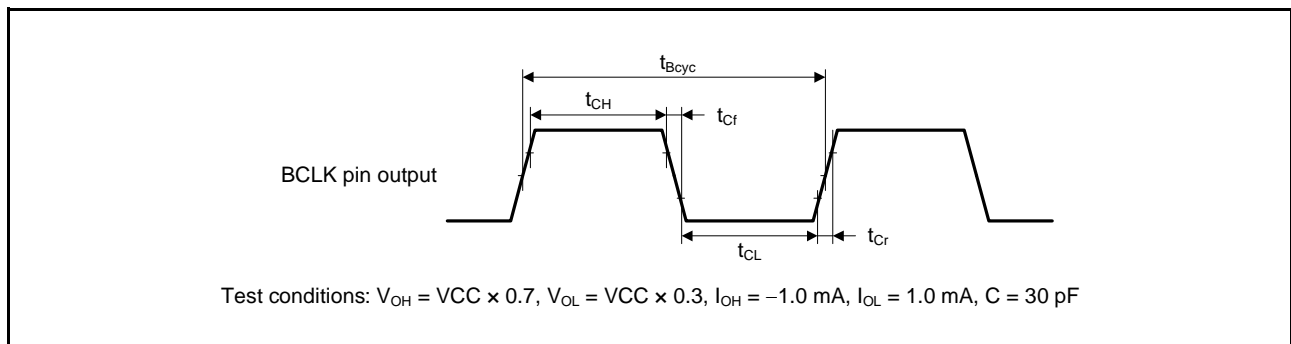 tBcyc
tCH
tCf
BCLK pin output
tCL
tCr
Test conditions: VOH = VCC × 0.7, VOL = VCC × 0.3, IOH = −1.0 mA, IOL = 1.0 mA, C = 30 pF